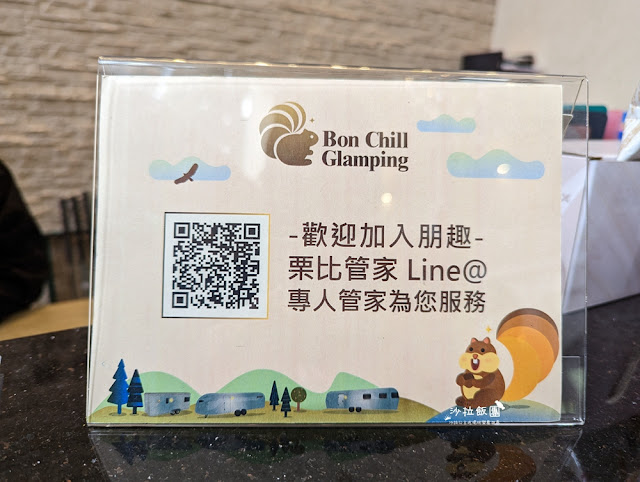 Bon Chill
Glamping
-歡迎加入朋趣-
栗比管家 Line@
專人管家為您服務
沙拉飯團